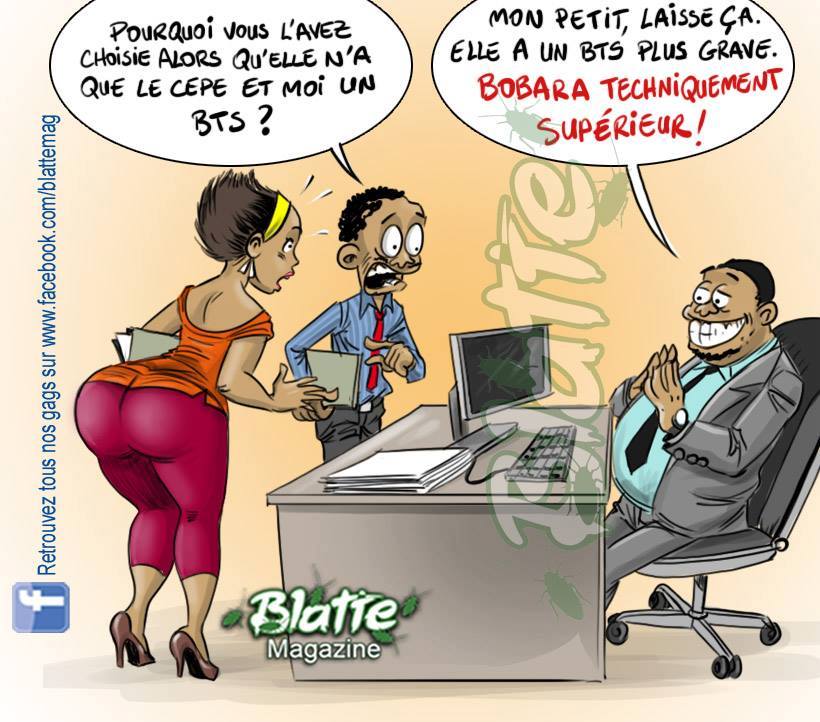 POURQUOI VOUS L'AVEZ
CHOISIE ALORS QU'ELLE N'A
QUE LE CEPE ET MOI UN
BTS ?
MON PETIT, LAISSE ÇA.
ELLE A UN BTS PLUS GRAVE.
BOBARA TECHNIQUEMENT
SUPÉRIEUR!
Retrouvez tous nos gags sur www.facebook.com/blattemag
f
Blatte
Blatte
Magazine